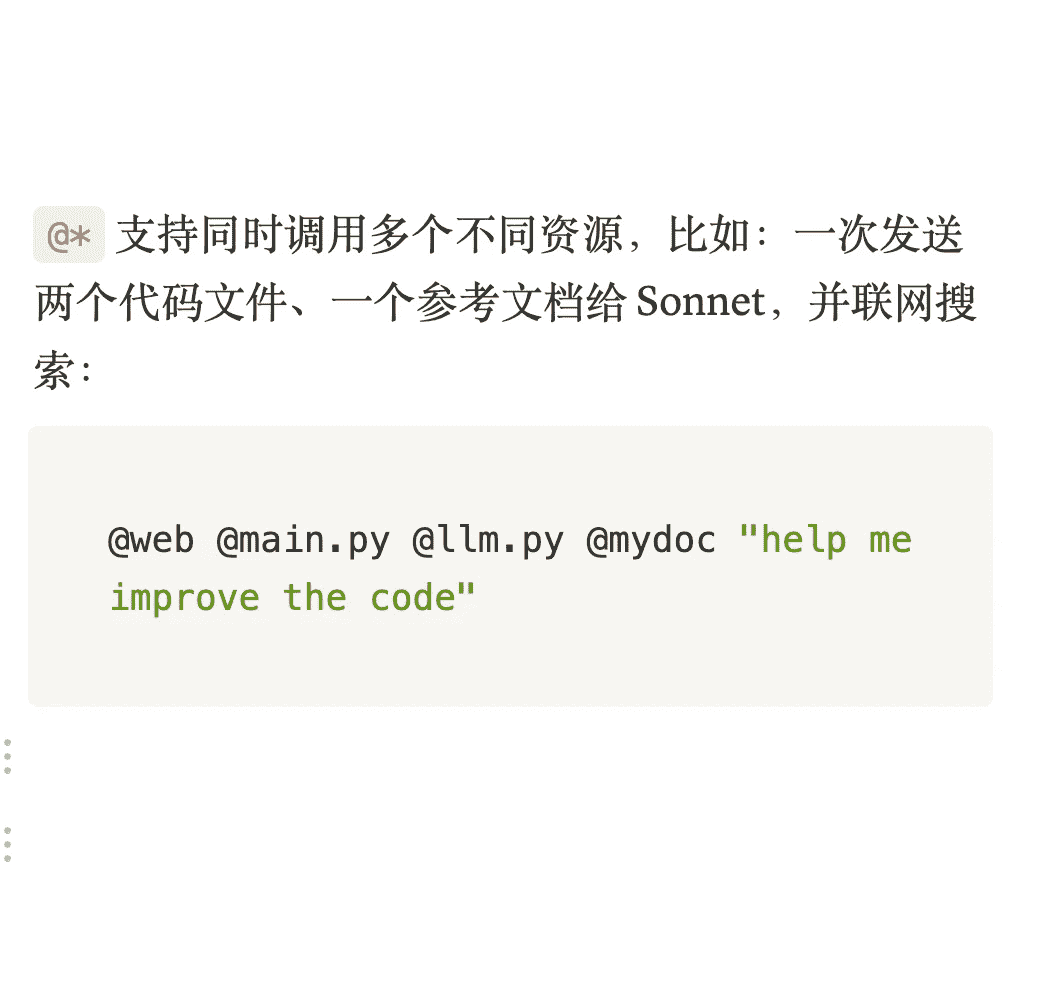 @* 支持同时调用多个不同资源，比如：一次发送
两个代码文件、一个参考文档给 Sonnet，并联网搜
索：
@web @main.py @llm.py @mydoc "help me
improve the code"